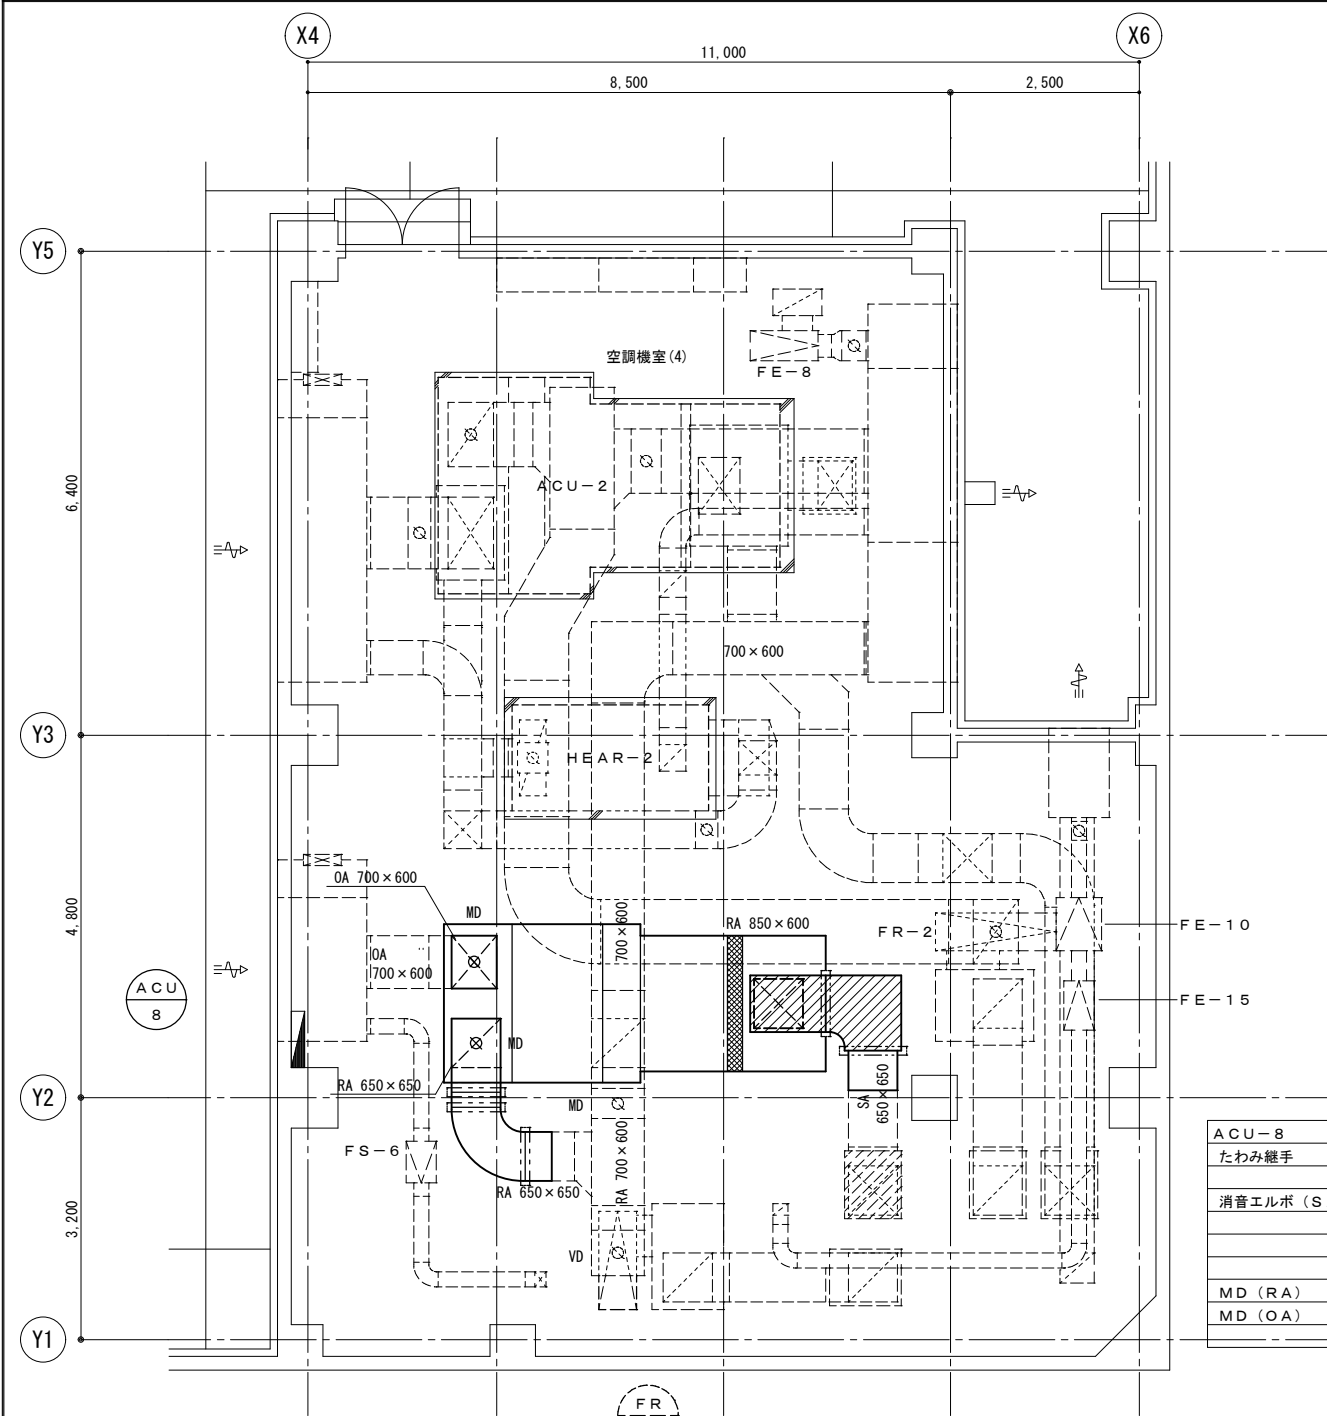 X4
X6
11,000
8,500
2,500
Y5
空調機室(4)
FE-8
ACU-2
6,400
700×600
Y3
HEAR-2
OA 700×600
MD
700×600
RA 850×600
FR-2
FE-10
4,800
OA
700×600
ACU
8
FE-15
MD
RA 650×650
SA
650×650
Y2
MD
FS-6
RA 700×600
RA 650×650
3,200
VD
ACU-8
たわみ継手
消音エルボ(S
MD(RA)
MD(OA)
Y1
FR